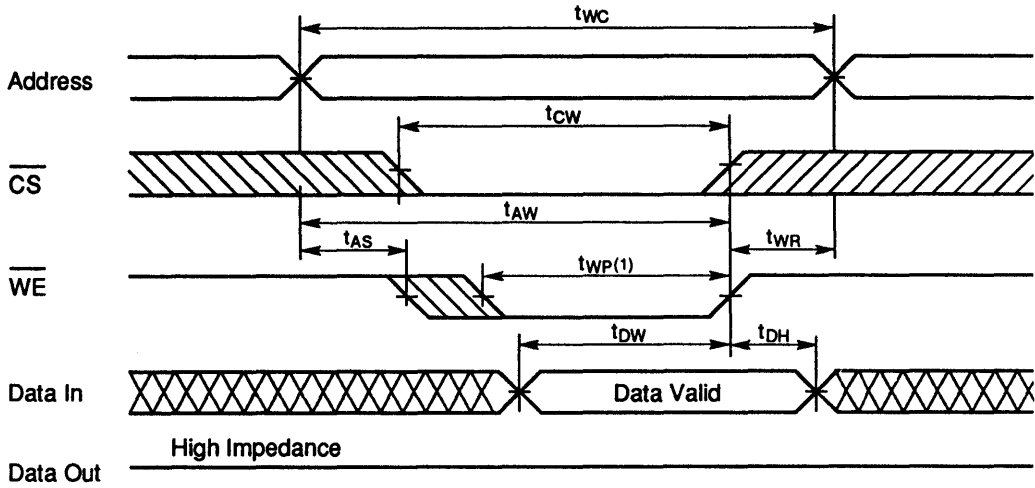 tWC
Address
tCW
CS
tAW
tAS
tWR
WE
tWP(1)
tDW
tDH
Data In
Data Valid
High Impedance
Data Out